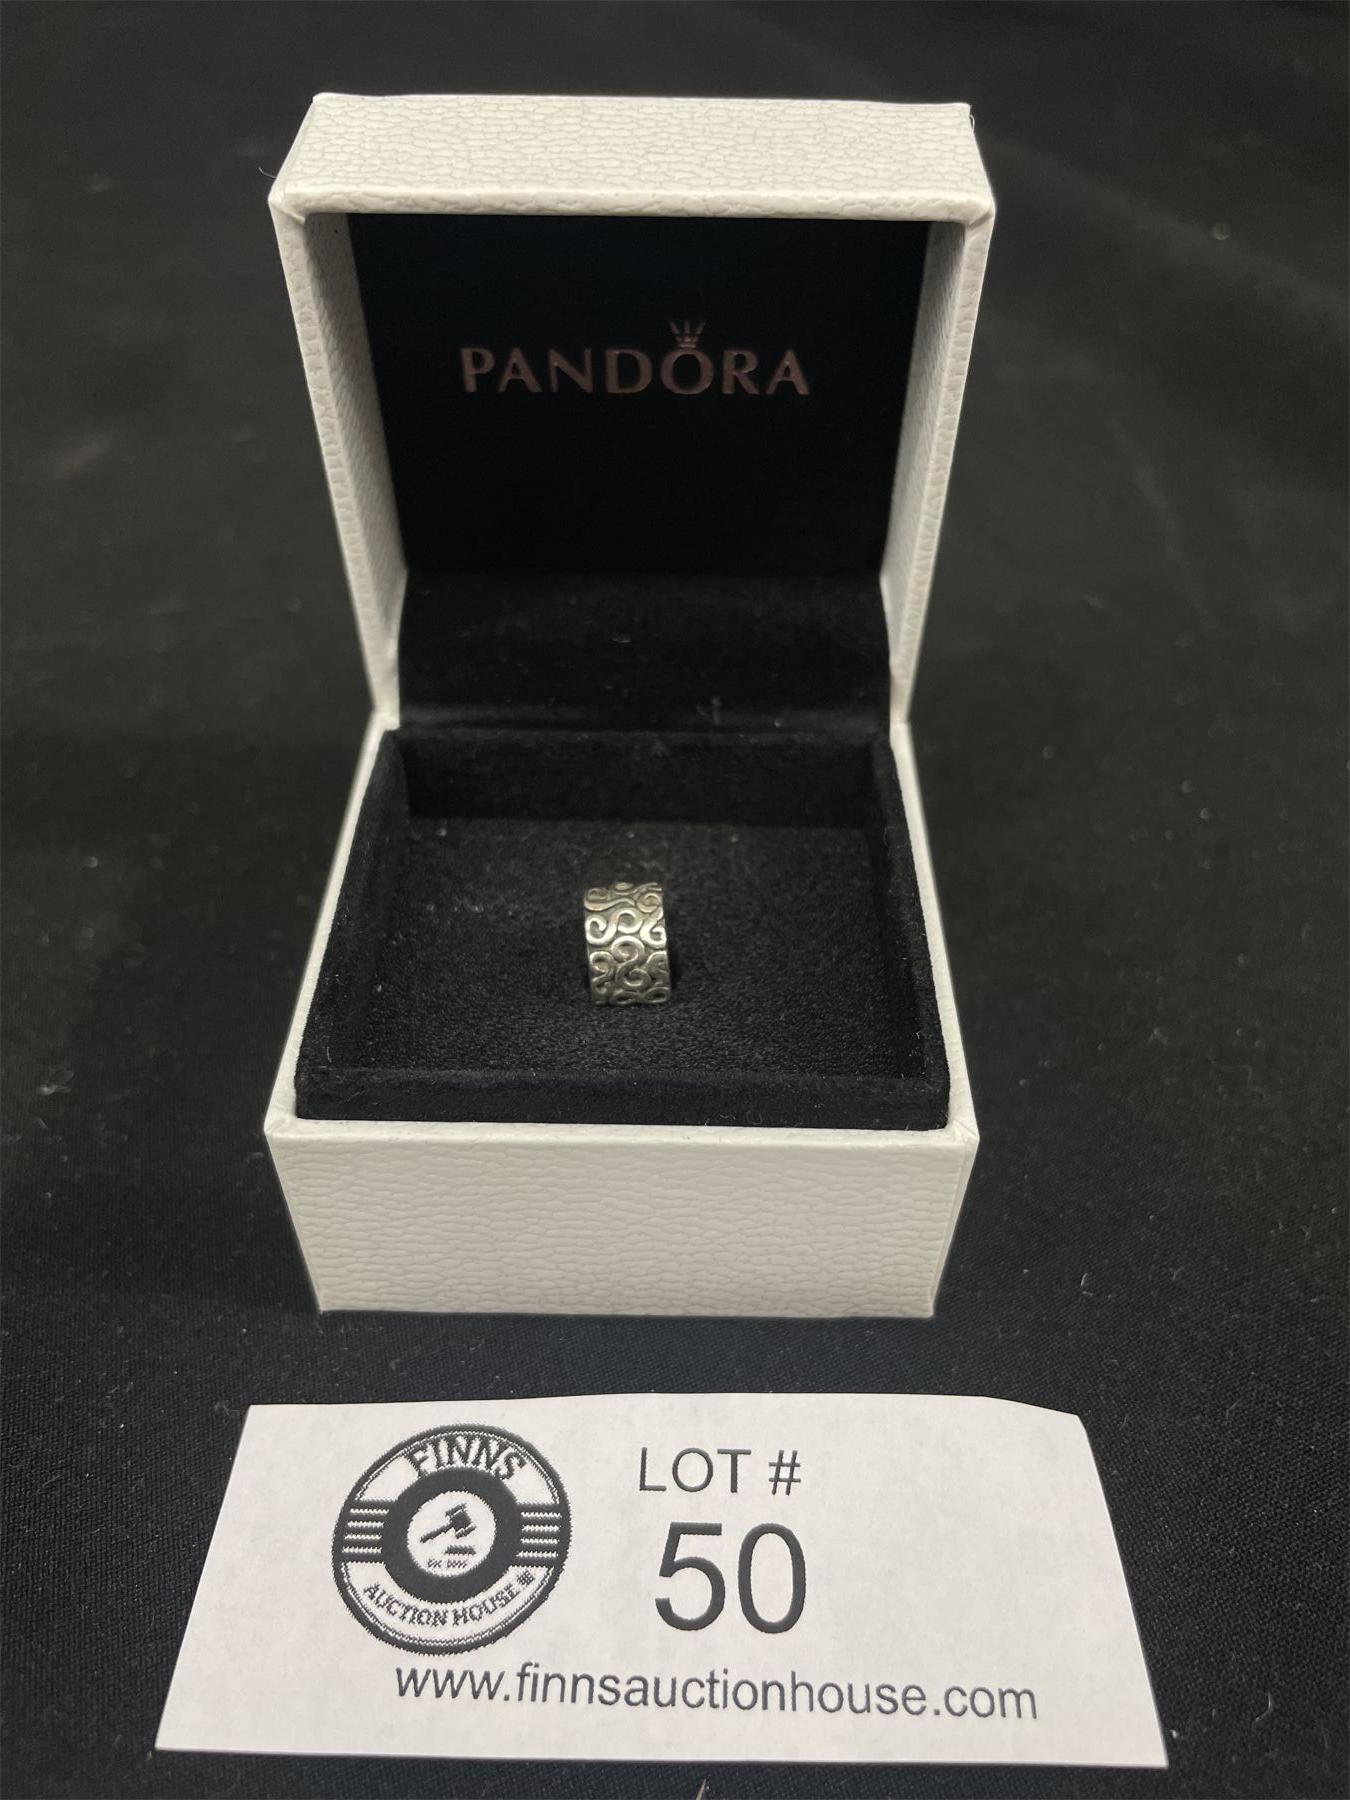 PANDORA
FINNS
AUCTION HOUSE
LOT #
50
www.finnsauctionhouse.com